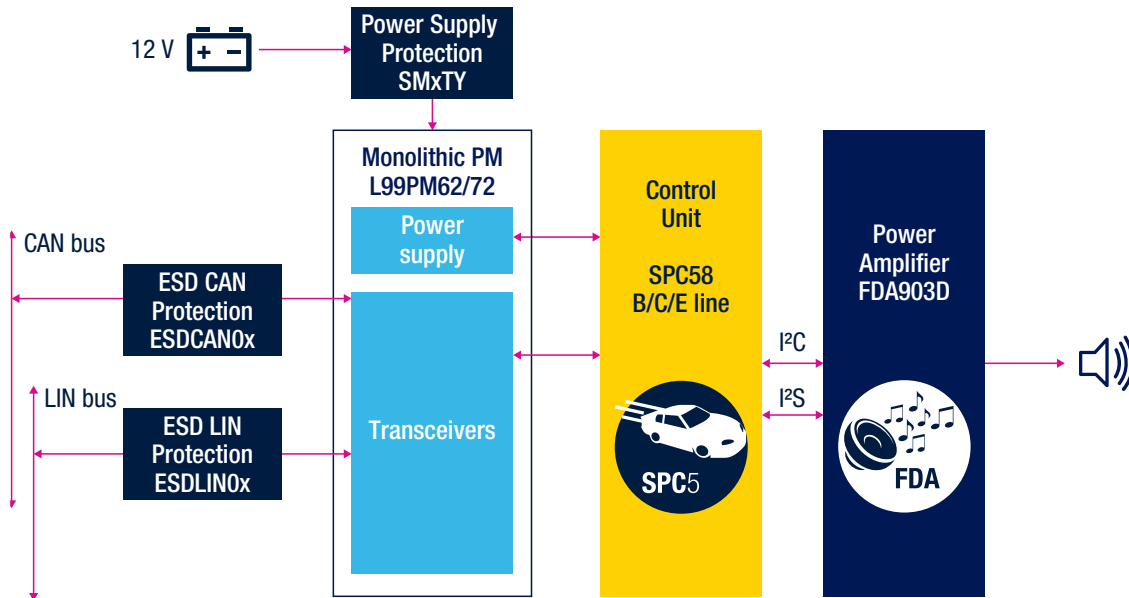 12 V
+ −
Power Supply
Protection
SMxTY
Monolithic PM
L99PM62/72
Power
supply
Transceivers
CAN bus
ESD CAN
Protection
ESDCAN0x
LIN bus
ESD LIN
Protection
ESDLIN0x
Control
Unit
SPC58
B/C/E line
SPC5
I²C
I²S
Power
Amplifier
FDA903D
FDA